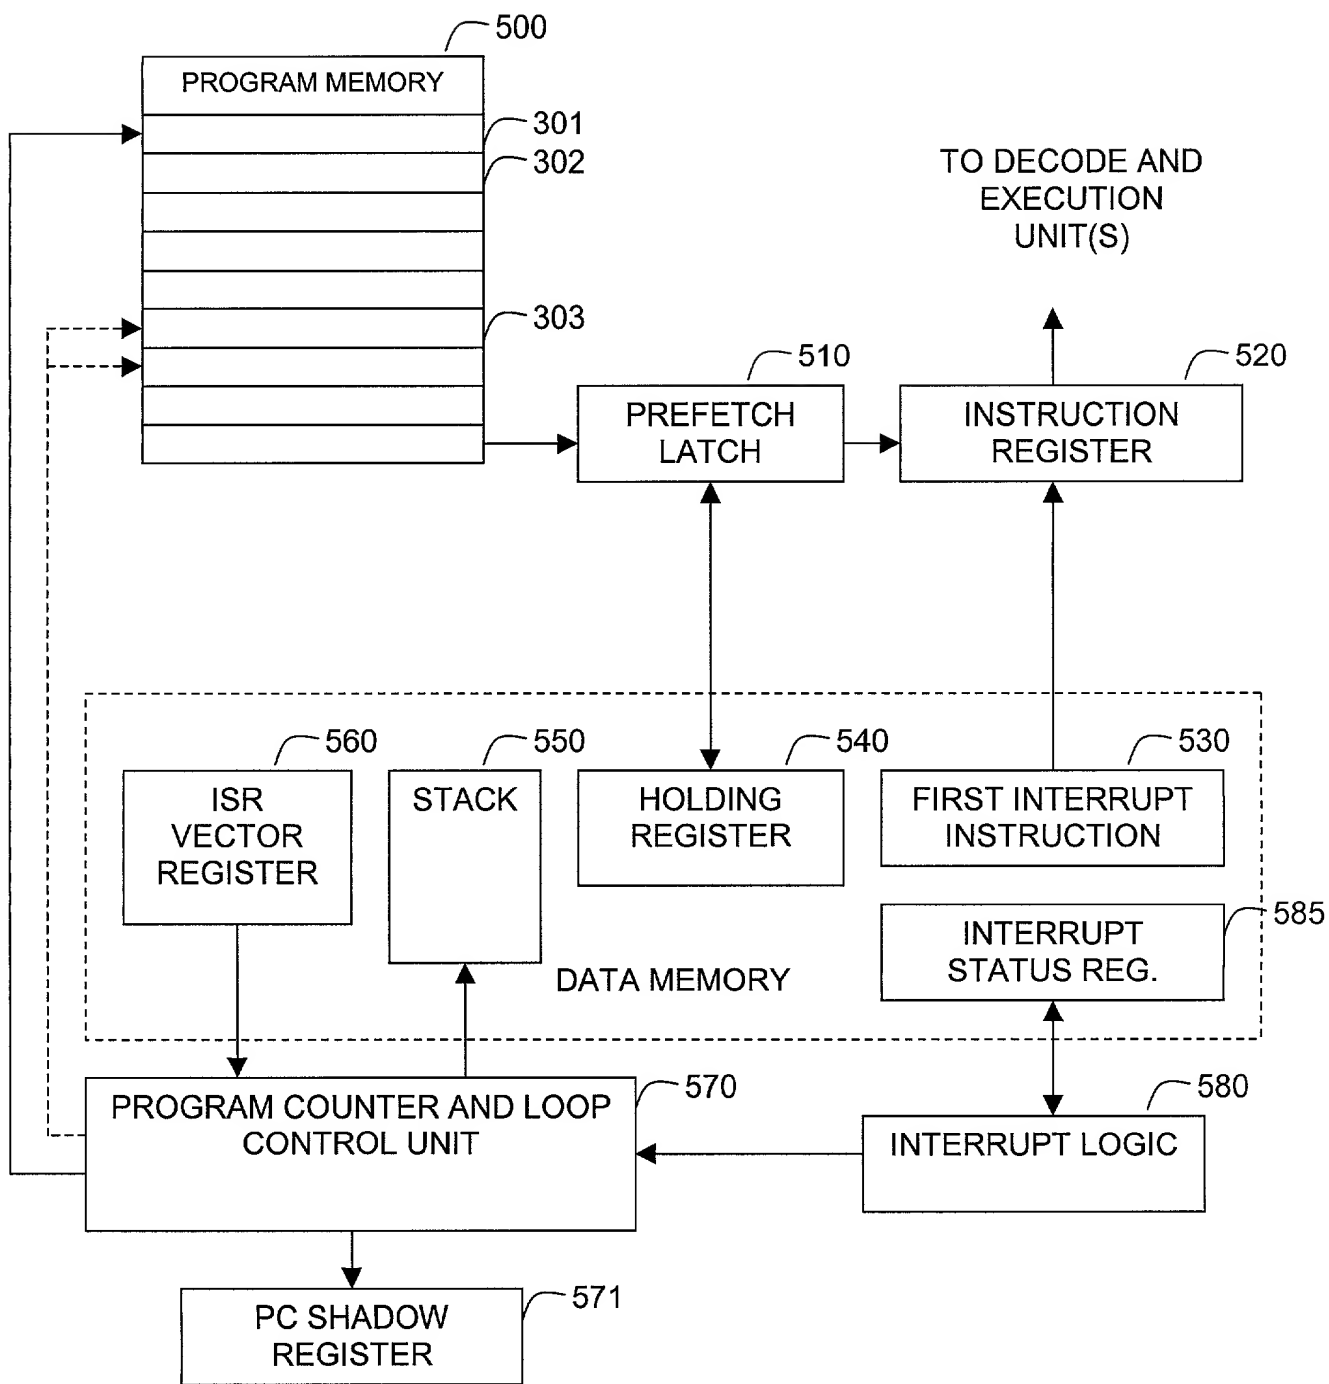 500
PROGRAM MEMORY
301
302
303
TO DECODE AND
EXECUTION
UNIT(S)
510
PREFETCH
LATCH
520
INSTRUCTION
REGISTER
560
ISR
VECTOR
REGISTER
550
STACK
540
HOLDING
REGISTER
530
FIRST INTERRUPT
INSTRUCTION
585
INTERRUPT
STATUS REG.
DATA MEMORY
570
PROGRAM COUNTER AND LOOP
CONTROL UNIT
580
INTERRUPT LOGIC
571
PC SHADOW
REGISTER